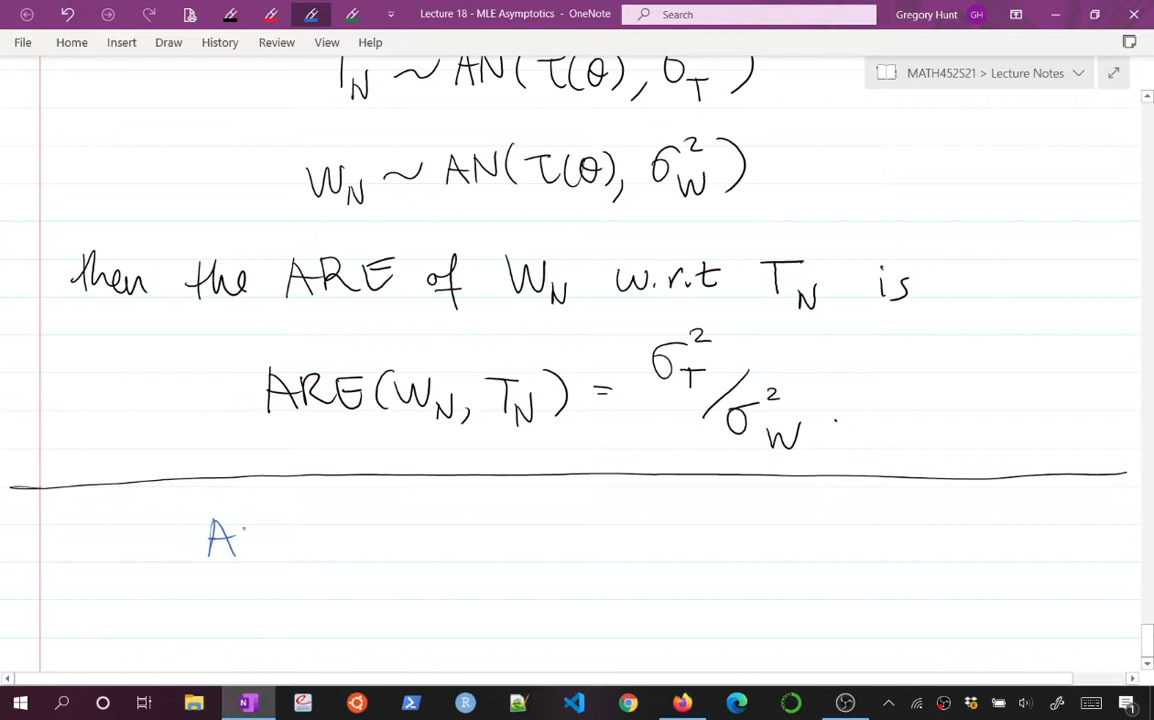 Lecture 18 - MLE Asymptotics - OneNote
Search
Gregory Hunt GH
File Home Insert Draw View History Review View Help
MATH452S21 > Lecture Notes
T_N ~ AN(τ(θ), σ_T^2)
W_N ~ AN(τ(θ), σ_W^2)
then the ARE of W_N w.r.t T_N is
ARE(W_N, T_N) = σ_T^2/σ_W^2.
A